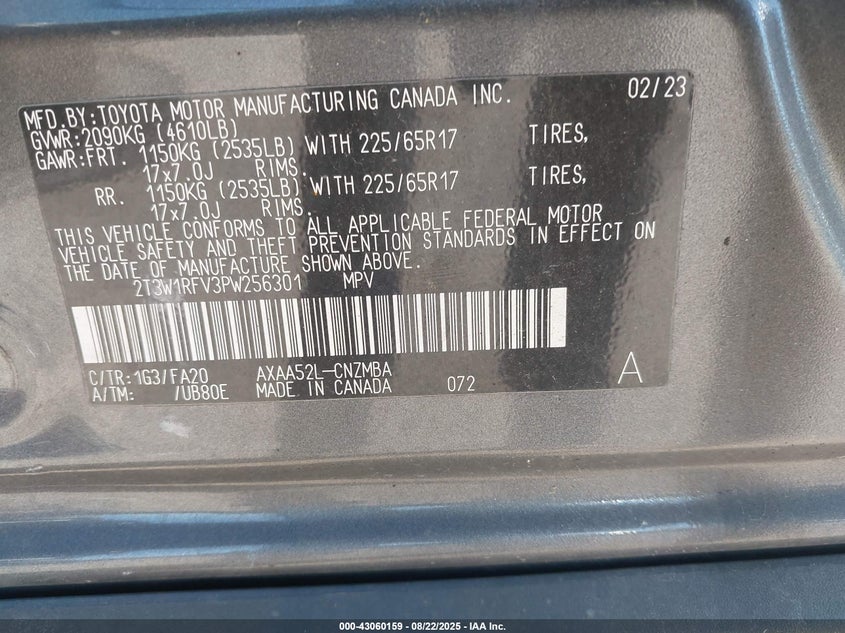 MFD.BY:TOYOTA MOTOR MANUFACTURING CANADA INC. 02/23
GVWR:2090KG (4610LB)
GAWR:FRT. 1150KG (2535LB) WITH 225/65R17 TIRES,
17x7.0J RIMS.
RR. 1150KG (2535LB) WITH 225/65R17 TIRES,
17x7.0J RIMS.
THIS VEHICLE CONFORMS TO ALL APPLICABLE FEDERAL MOTOR
VEHICLE SAFETY AND THEFT PREVENTION STANDARDS IN EFFECT ON
THE DATE OF MANUFACTURE SHOWN ABOVE.
2T3W1RFV3PW256301 MPV
C/TR:1G3/FA20 AXAA52L-CNZMBA
A/TM: /UB80E MADE IN CANADA 072 A
000-43060159 - 08/22/2025 - IAA Inc.